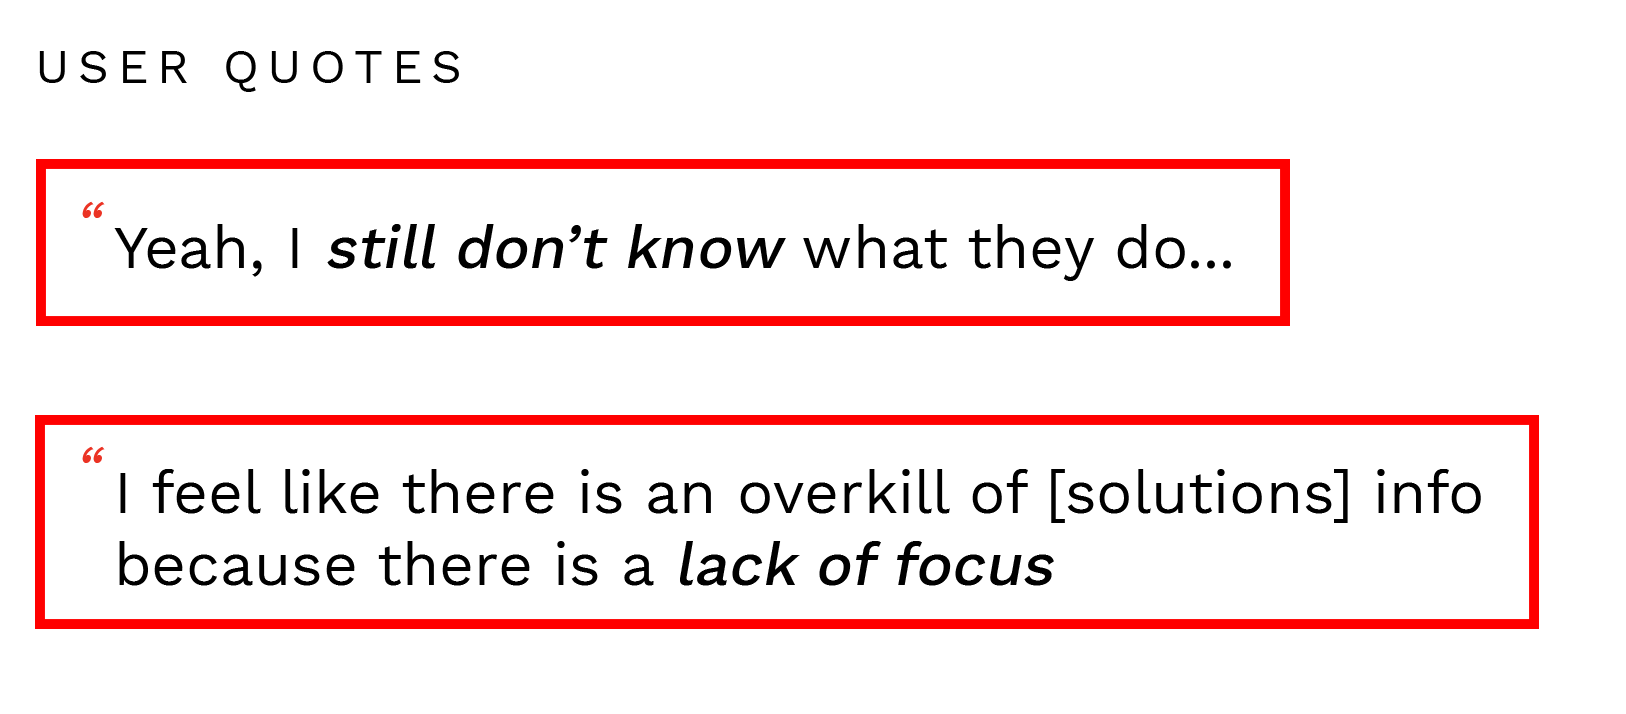 USER QUOTES
“Yeah, I still don’t know what they do...
“I feel like there is an overkill of [solutions] info
because there is a lack of focus